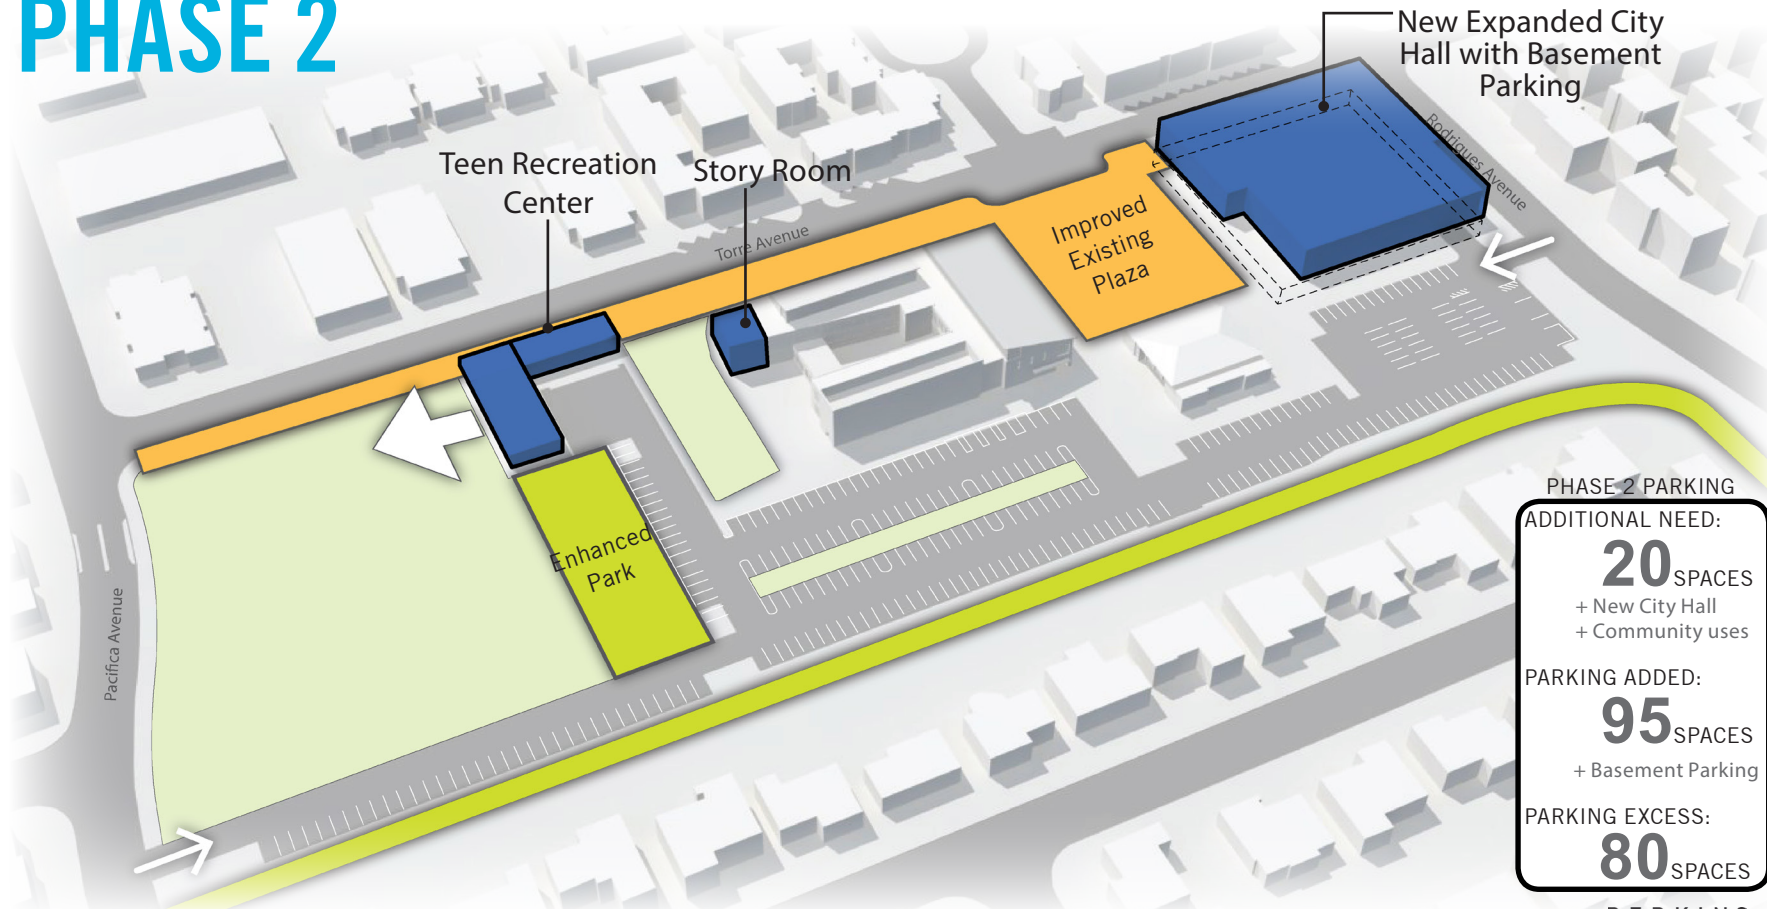 PHASE 2
New Expanded City
Hall with Basement
Parking
Teen Recreation
Center
Story Room
Rodrigues Avenue
Torre Avenue
Improved
Existing
Plaza
Enhanced
Park
Pacifica Avenue
PHASE 2 PARKING
ADDITIONAL NEED:
20 SPACES
+ New City Hall
+ Community uses
PARKING ADDED:
95 SPACES
+ Basement Parking
PARKING EXCESS:
80 SPACES